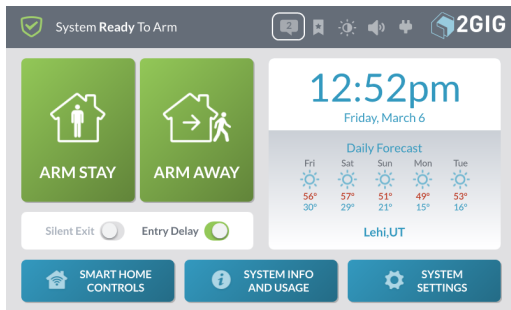 System Ready To Arm
2
2GIG
ARM STAY
ARM AWAY
Silent Exit
Entry Delay
12:52pm
Friday, March 6
Daily Forecast
Fri Sat Sun Mon Tue
56° 57° 51° 49° 53°
30° 29° 21° 15° 16°
Lehi,UT
SMART HOME
CONTROLS
SYSTEM INFO
AND USAGE
SYSTEM
SETTINGS